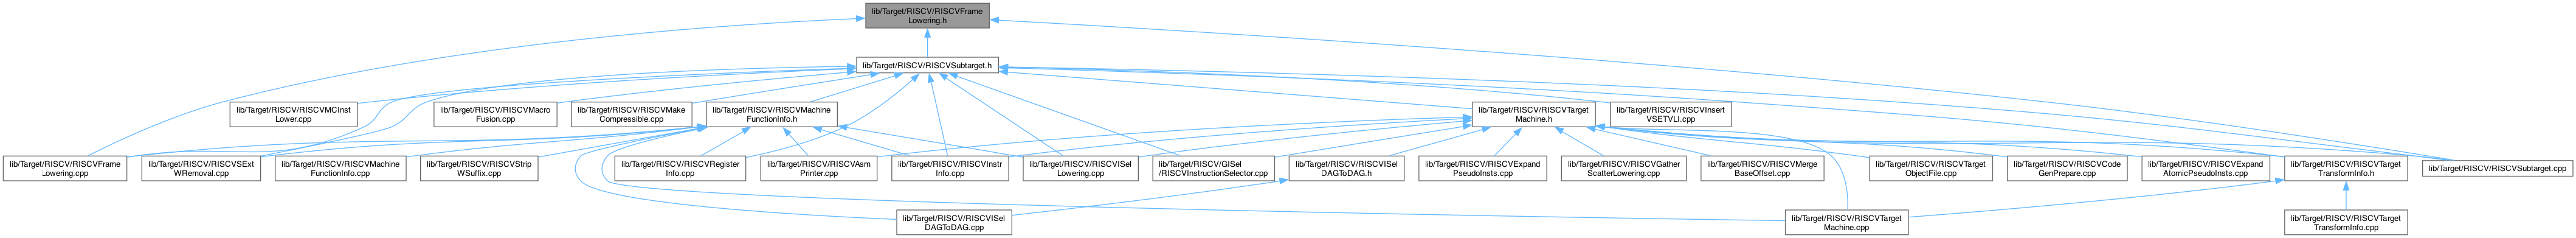 lib/Target/RISCV/RISCVFrame
Lowering.h
lib/Target/RISCV/RISCVSubtarget.h
lib/Target/RISCV/RISCVMCInst
Lower.cpp
lib/Target/RISCV/RISCVMacro
Fusion.cpp
lib/Target/RISCV/RISCVMake
Compressible.cpp
lib/Target/RISCV/RISCVMachine
FunctionInfo.h
lib/Target/RISCV/RISCVTarget
Machine.h
lib/Target/RISCV/RISCVInsert
VSETVLI.cpp
lib/Target/RISCV/RISCVFrame
Lowering.cpp
lib/Target/RISCV/RISCVSExt
WRemoval.cpp
lib/Target/RISCV/RISCVMachine
FunctionInfo.cpp
lib/Target/RISCV/RISCVStrip
WSuffix.cpp
lib/Target/RISCV/RISCVRegister
Info.cpp
lib/Target/RISCV/RISCVAsm
Printer.cpp
lib/Target/RISCV/RISCVInstr
Info.cpp
lib/Target/RISCV/RISCVISel
Lowering.cpp
lib/Target/RISCV/GISel
/RISCVInstructionSelector.cpp
lib/Target/RISCV/RISCVISel
DAGToDAG.h
lib/Target/RISCV/RISCVExpand
PseudoInsts.cpp
lib/Target/RISCV/RISCVGather
ScatterLowering.cpp
lib/Target/RISCV/RISCVMerge
BaseOffset.cpp
lib/Target/RISCV/RISCVTarget
ObjectFile.cpp
lib/Target/RISCV/RISCVCode
GenPrepare.cpp
lib/Target/RISCV/RISCVExpand
AtomicPseudoInsts.cpp
lib/Target/RISCV/RISCVTarget
TransformInfo.h
lib/Target/RISCV/RISCVSubtarget.cpp
lib/Target/RISCV/RISCVISel
DAGToDAG.cpp
lib/Target/RISCV/RISCVTarget
Machine.cpp
lib/Target/RISCV/RISCVTarget
TransformInfo.cpp